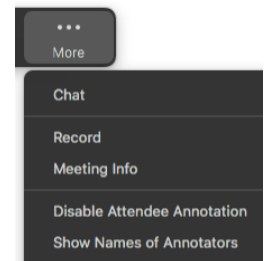 More
Chat
Record
Meeting Info
Disable Attendee Annotation
Show Names of Annotators